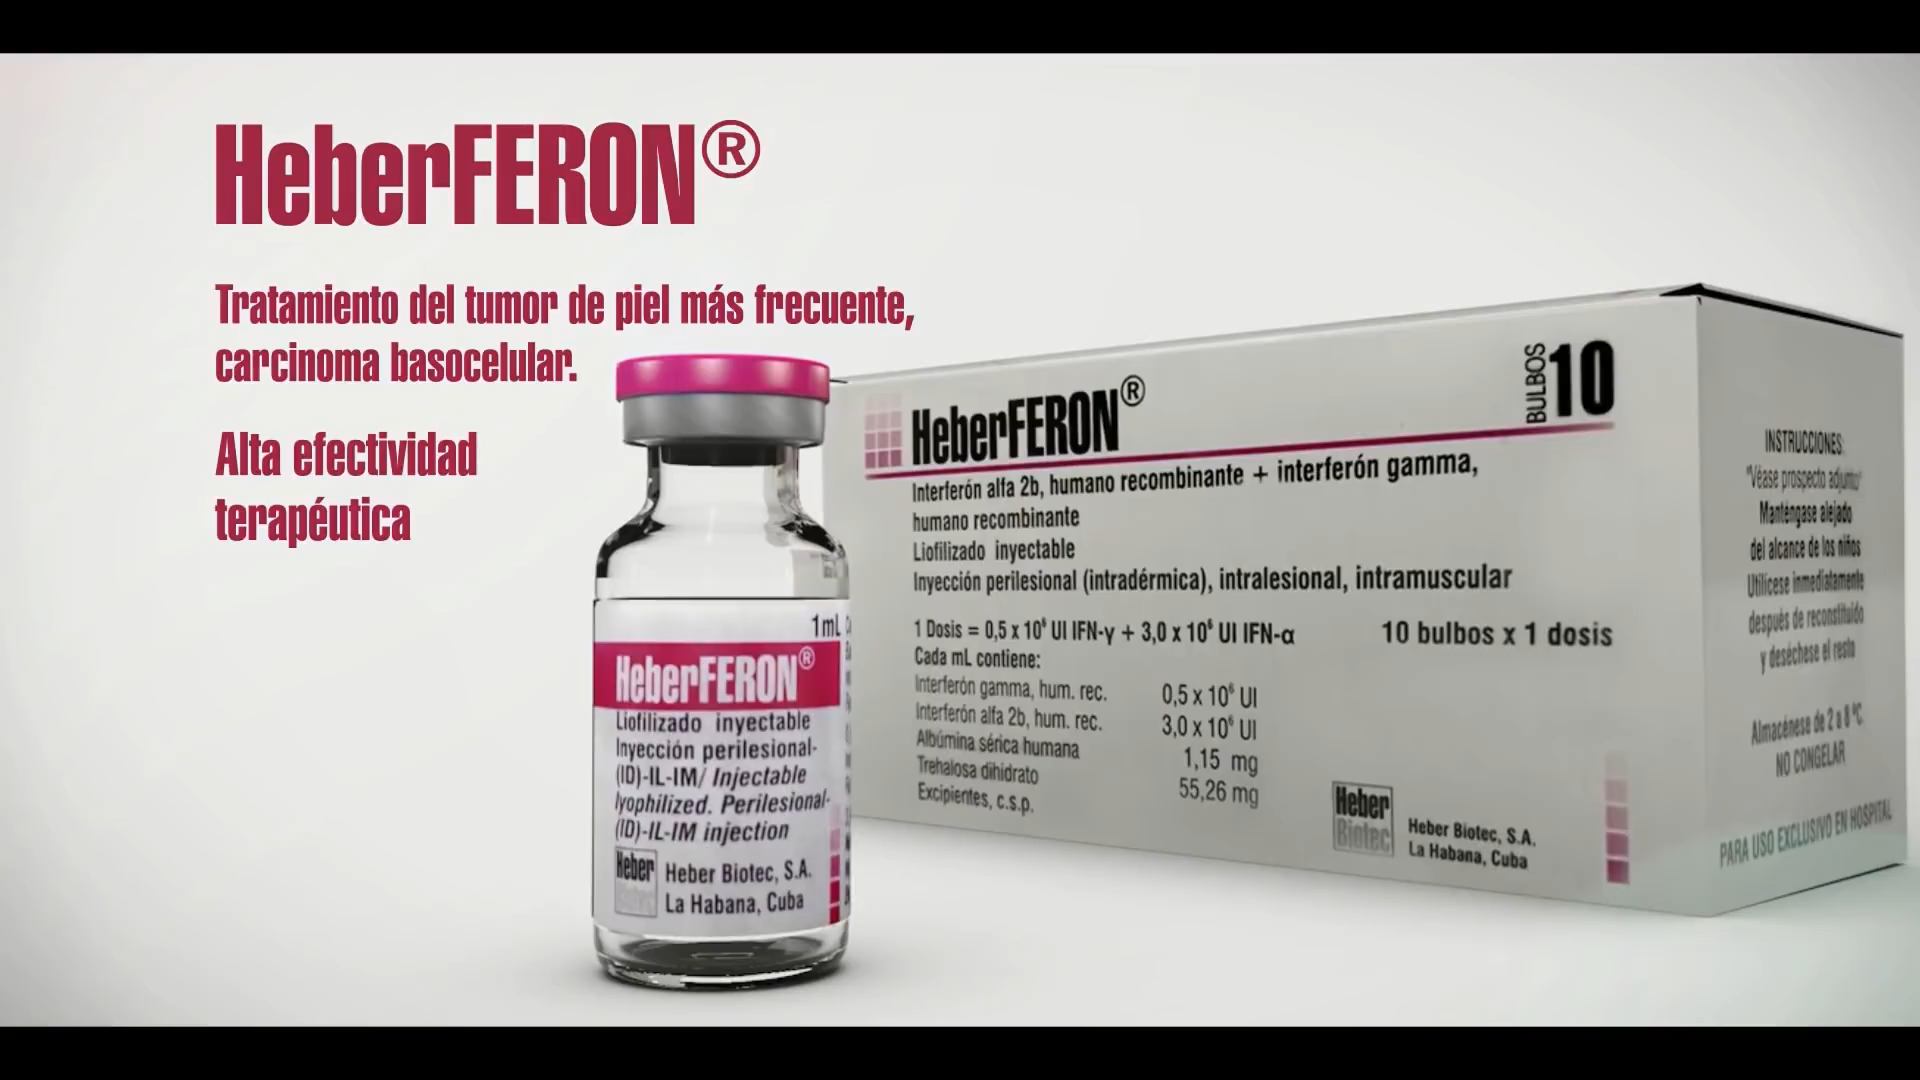 HeberFERON®
Tratamiento del tumor de piel más frecuente,
carcinoma basocelular.
Alta efectividad
terapéutica
1mL
HeberFERON®
Liofilizado inyectable
Inyección perilesional-
(ID)-IL-IM/ Injectable
lyophilized. Perilesional-
(ID)-IL-IM injection
Heber
Biotec
Heber Biotec, S.A.
La Habana, Cuba
HeberFERON®
BULBOS 10
Interferón alfa 2b, humano recombinante + interferón gamma,
humano recombinante
Liofilizado inyectable
Inyección perilesional (intradérmica), intralesional, intramuscular
1 Dosis = 0,5 x 10⁶ UI IFN-γ + 3,0 x 10⁶ UI IFN-α
10 bulbos x 1 dosis
Cada mL contiene:
Interferón gamma, hum. rec. 0,5 x 10⁶ UI
Interferón alfa 2b, hum. rec. 3,0 x 10⁶ UI
Albúmina sérica humana 1,15 mg
Trehalosa dihidrato 55,26 mg
Excipientes, c.s.p.
Heber
Biotec
Heber Biotec, S.A.
La Habana, Cuba
INSTRUCCIONES:
"Véase prospecto adjunto"
Manténgase alejado
del alcance de los niños
Utilícese inmediatamente
después de reconstituido
y deséchese el resto
Almacénese de 2 a 8 ºC
NO CONGELAR
PARA USO EXCLUSIVO EN HOSPITAL